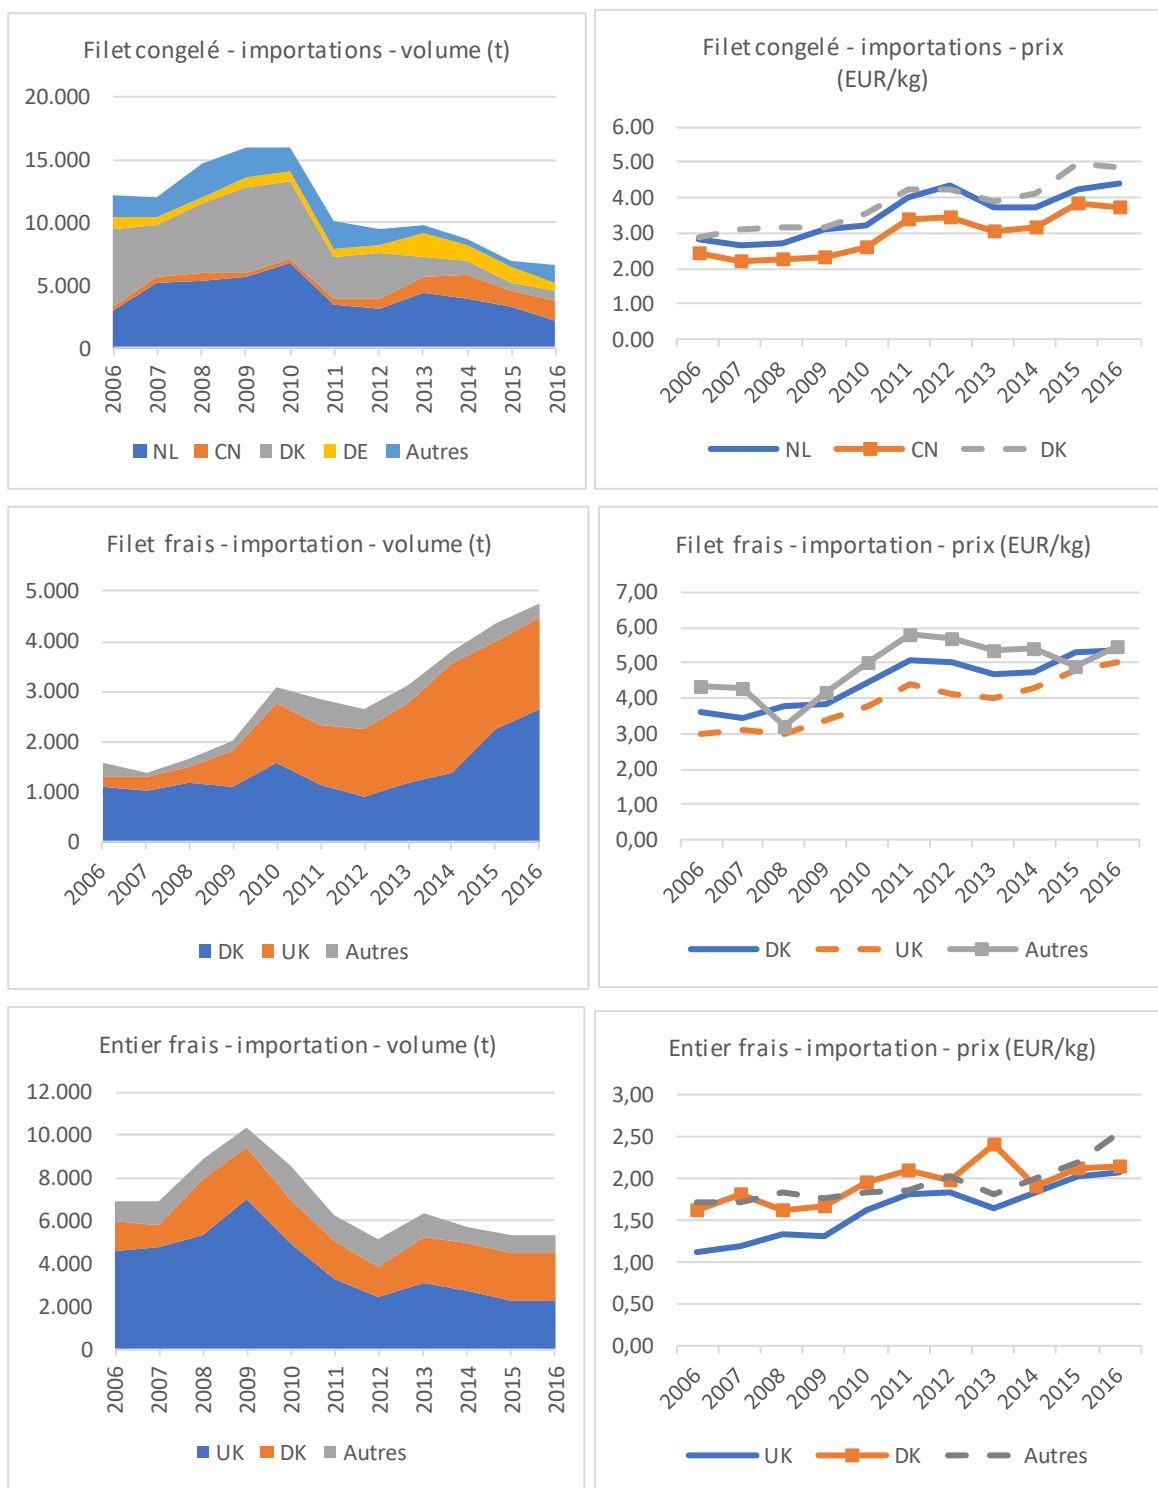 Filet congelé - importations - volume (t)
20.000
15.000
10.000
5.000
0
2006 2007 2008 2009 2010 2011 2012 2013 2014 2015 2016
NL CN DK DE Autres
Filet congelé - importations - prix
(EUR/kg)
6.00
5.00
4.00
3.00
2.00
1.00
0.00
2006 2007 2008 2009 2010 2011 2012 2013 2014 2015 2016
NL CN DK
Filet frais - importation - volume (t)
5.000
4.000
3.000
2.000
1.000
0
2006 2007 2008 2009 2010 2011 2012 2013 2014 2015 2016
DK UK Autres
Filet frais - importation - prix (EUR/kg)
7,00
6,00
5,00
4,00
3,00
2,00
1,00
0,00
2006 2007 2008 2009 2010 2011 2012 2013 2014 2015 2016
DK UK Autres
Entier frais - importation - volume (t)
12.000
10.000
8.000
6.000
4.000
2.000
0
2006 2007 2008 2009 2010 2011 2012 2013 2014 2015 2016
UK DK Autres
Entier frais - importation - prix (EUR/kg)
3,00
2,50
2,00
1,50
1,00
0,50
0,00
2006 2007 2008 2009 2010 2011 2012 2013 2014 2015 2016
UK DK Autres